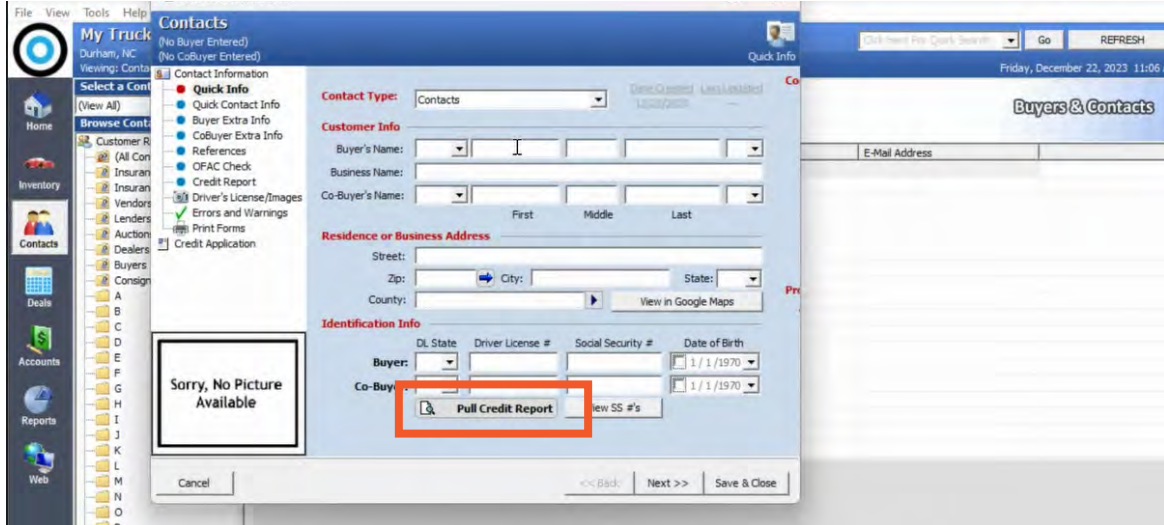 File View Tools Help
My Truck
Durham, NC
Viewing: Conta
Contacts
(No Buyer Entered)
(No CoBuyer Entered)
Quick Info
Go
REFRESH
Friday, December 22, 2023 11:06
Buyers & Contacts
E-Mail Address
Home
Inventory
Contacts
Deals
Accounts
Reports
Web
Select a Cont
(View All)
Browse Conta
Customer R
(All Con
Insuran
Insuran
Vendors
Lenders
Auction
Dealers
Buyers
Consign
A
B
C
D
E
F
G
H
I
J
K
L
M
N
O
Contact Information
Quick Info
Quick Contact Info
Buyer Extra Info
CoBuyer Extra Info
References
OFAC Check
Credit Report
Driver's License/Images
Errors and Warnings
Print Forms
Credit Application
Sorry, No Picture
Available
Contact Type: Contacts
Date Created Last Updated
Co
Customer Info
Buyer's Name:
Business Name:
Co-Buyer's Name:
First Middle Last
Residence or Business Address
Street:
Zip: City: State:
County: View in Google Maps
Pr
Identification Info
DL State Driver License # Social Security # Date of Birth
Buyer: 1 / 1 /1970
Co-Buyer: 1 / 1 /1970
Pull Credit Report View SS #'s
Cancel << Back Next >> Save & Close